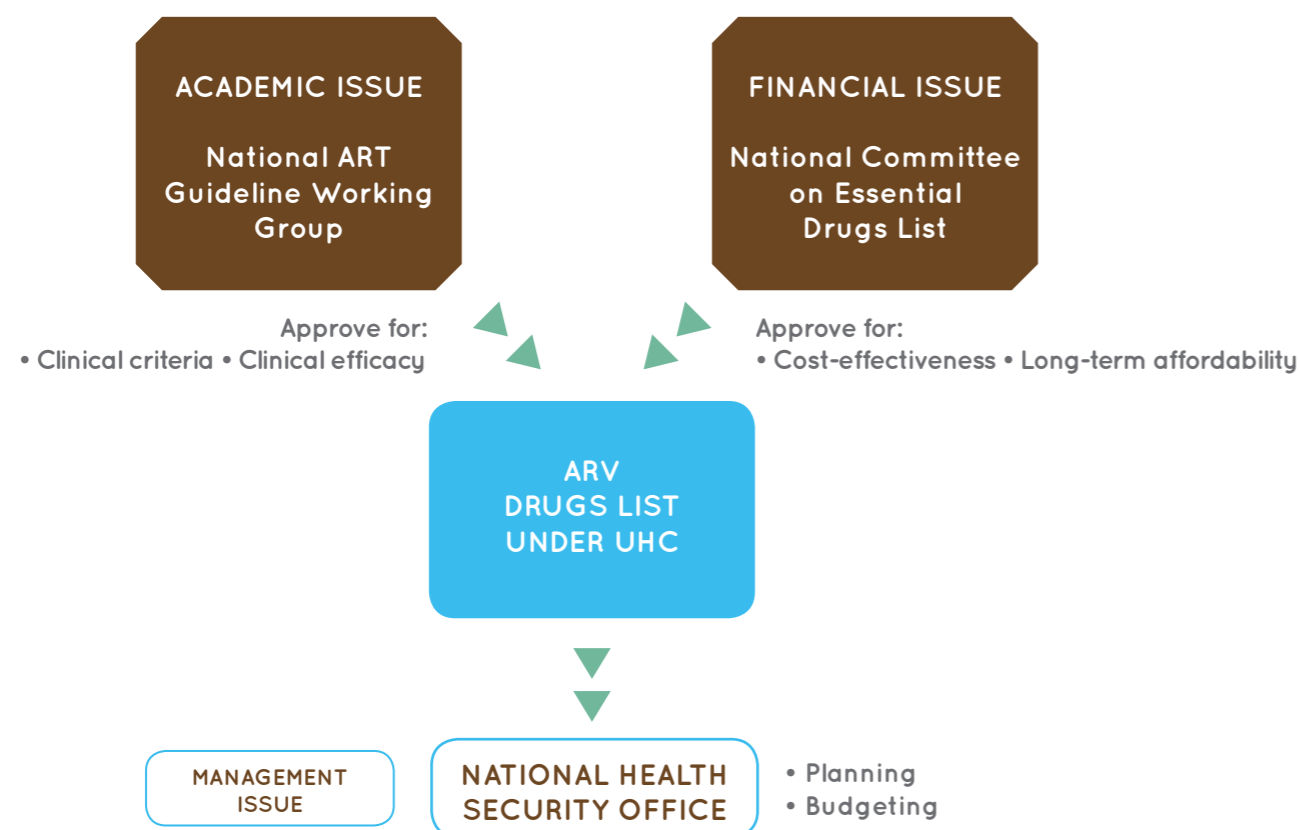 ACADEMIC ISSUE
National ART
Guideline Working
Group
FINANCIAL ISSUE
National Committee
on Essential
Drugs List
Approve for:
• Clinical criteria • Clinical efficacy
Approve for:
• Cost-effectiveness • Long-term affordability
ARV
DRUGS LIST
UNDER UHC
MANAGEMENT
ISSUE
NATIONAL HEALTH
SECURITY OFFICE
• Planning
• Budgeting